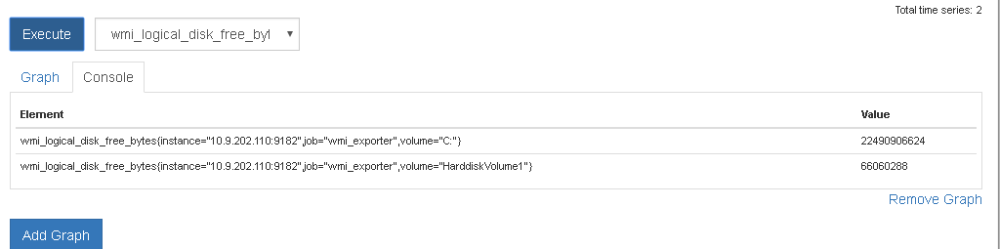 Total time series: 2
Execute wmi_logical_disk_free_byt
Graph Console
Element Value
wmi_logical_disk_free_bytes{instance="10.9.202.110:9182",job="wmi_exporter",volume="C:"} 22490906624
wmi_logical_disk_free_bytes{instance="10.9.202.110:9182",job="wmi_exporter",volume="HarddiskVolume1"} 66060288
Remove Graph
Add Graph